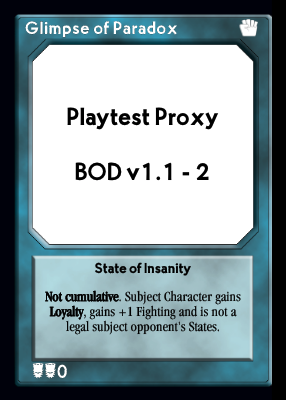 Glimpse of Paradox
Playtest Proxy
BOD v1.1 - 2
State of Insanity
Not cumulative. Subject Character gains
Loyalty, gains +1 Fighting and is not a
legal subject opponent's States.
0